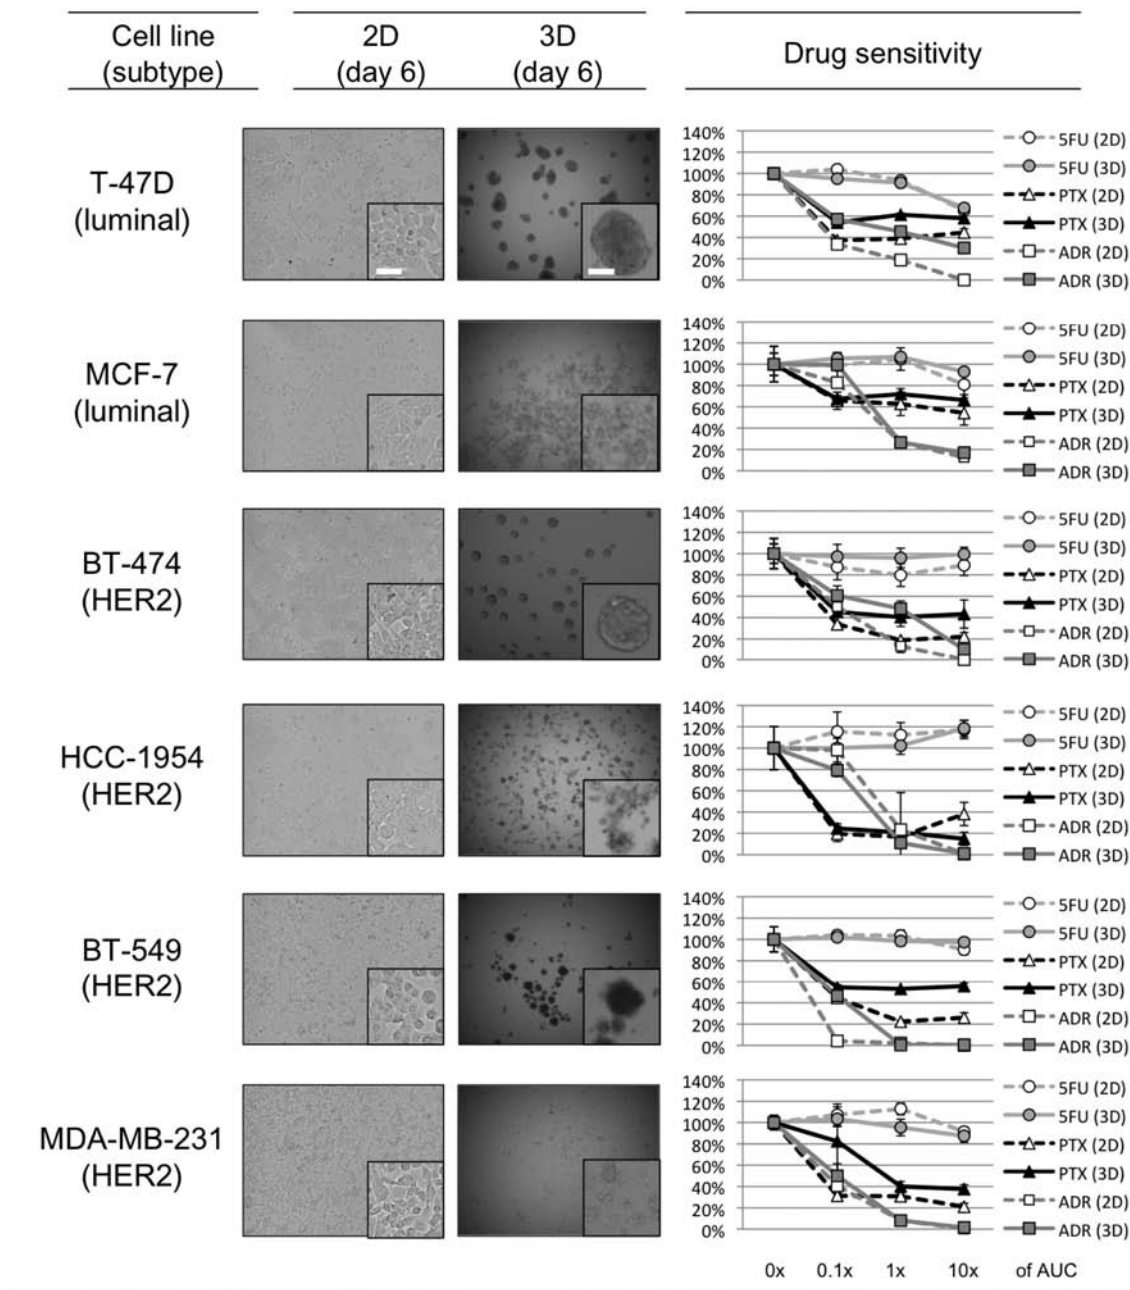 Cell line
(subtype)
2D
(day 6)
3D
(day 6)
Drug sensitivity
T-47D
(luminal)
140%
120%
100%
80%
60%
40%
20%
0%
5FU (2D)
5FU (3D)
PTX (2D)
PTX (3D)
ADR (2D)
ADR (3D)
MCF-7
(luminal)
140%
120%
100%
80%
60%
40%
20%
0%
5FU (2D)
5FU (3D)
PTX (2D)
PTX (3D)
ADR (2D)
ADR (3D)
BT-474
(HER2)
140%
120%
100%
80%
60%
40%
20%
0%
5FU (2D)
5FU (3D)
PTX (2D)
PTX (3D)
ADR (2D)
ADR (3D)
HCC-1954
(HER2)
140%
120%
100%
80%
60%
40%
20%
0%
5FU (2D)
5FU (3D)
PTX (2D)
PTX (3D)
ADR (2D)
ADR (3D)
BT-549
(HER2)
140%
120%
100%
80%
60%
40%
20%
0%
5FU (2D)
5FU (3D)
PTX (2D)
PTX (3D)
ADR (2D)
ADR (3D)
MDA-MB-231
(HER2)
140%
120%
100%
80%
60%
40%
20%
0%
5FU (2D)
5FU (3D)
PTX (2D)
PTX (3D)
ADR (2D)
ADR (3D)
0x 0.1x 1x 10x of AUC